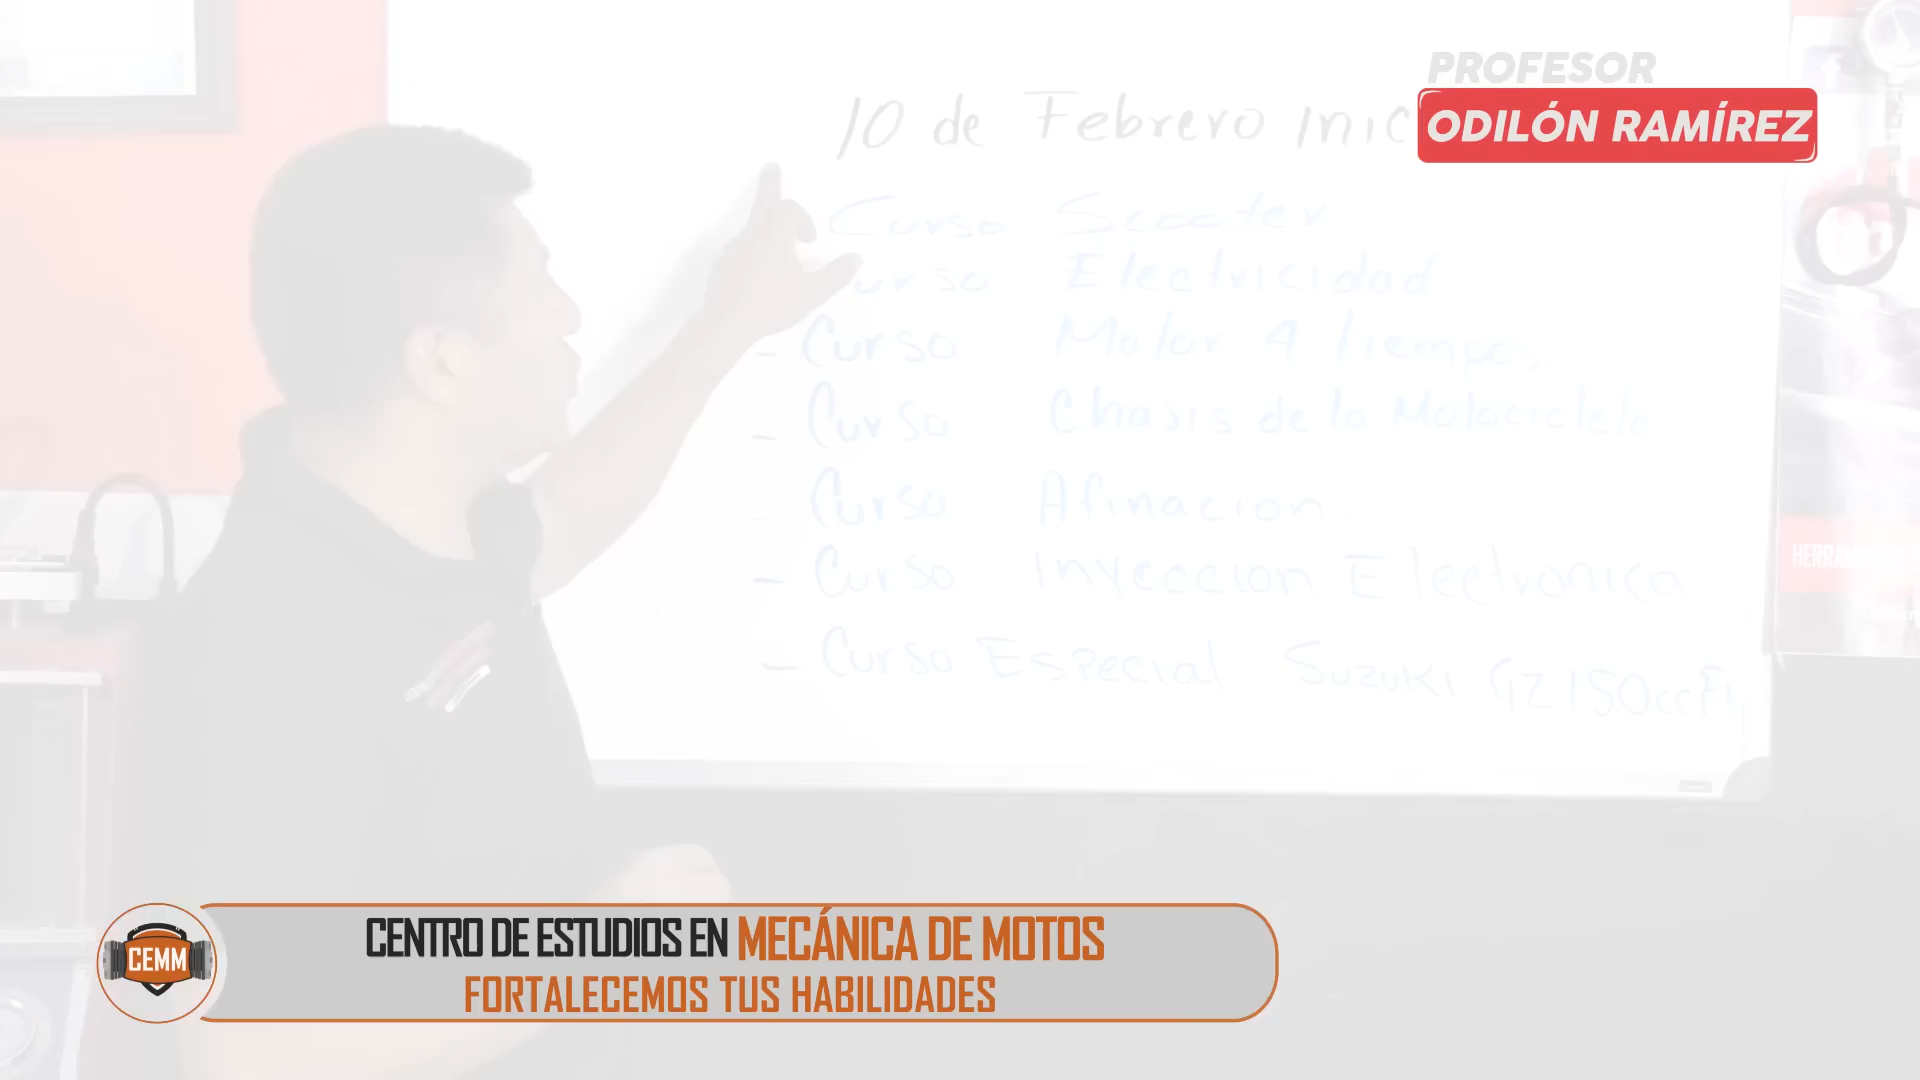 PROFESOR
ODILÓN RAMÍREZ
10 de Febrero inic
Curso Scooter
urso Electricidad
- Curso Motor 4 tiempos
- Curso Chasis de la Motocicleta
- Curso Afinacion
- Curso Inyeccion Electronica
- Curso Especial Suzuki GZ150ccFi
CEMM
CENTRO DE ESTUDIOS EN MECÁNICA DE MOTOS
FORTALECEMOS TUS HABILIDADES